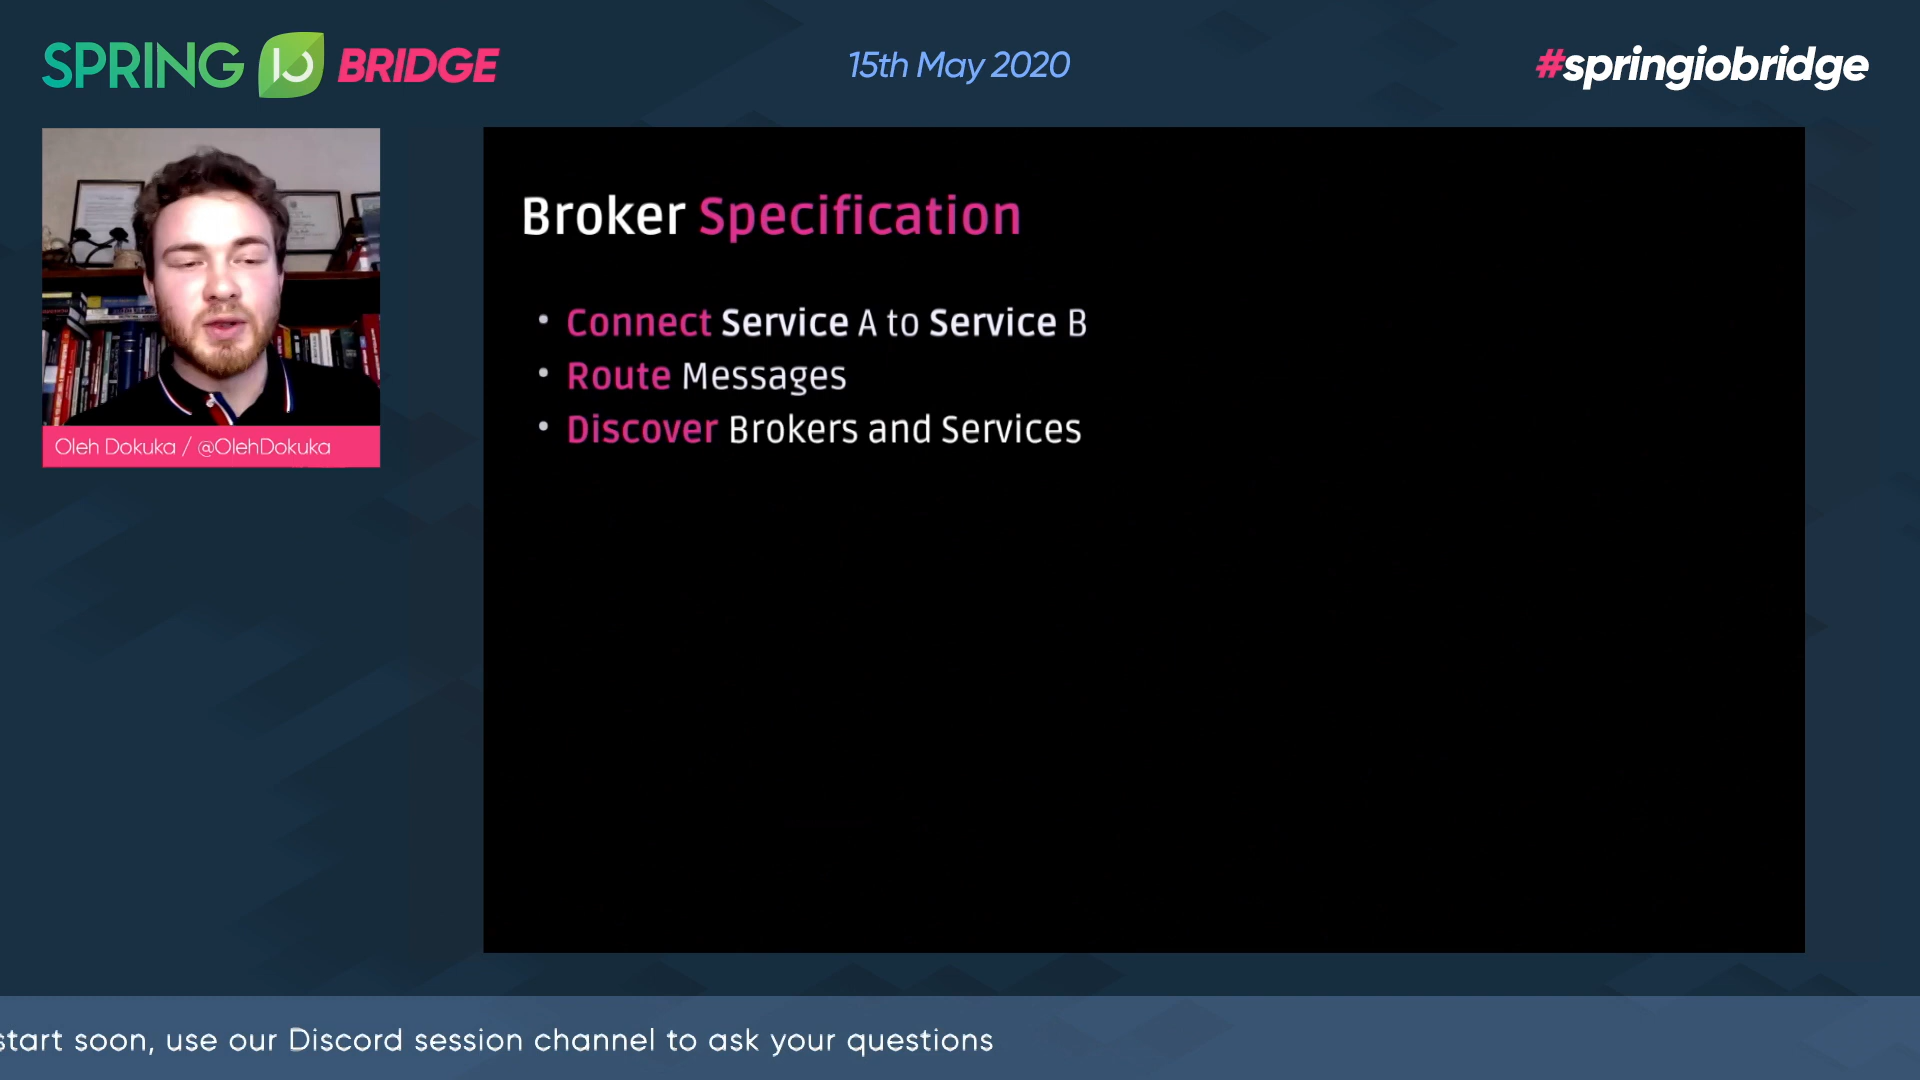 SPRING IO BRIDGE
15th May 2020
#springiobridge
Oleh Dokuka / @OlehDokuka
Broker Specification
• Connect Service A to Service B
• Route Messages
• Discover Brokers and Services
start soon, use our Discord session channel to ask your questions